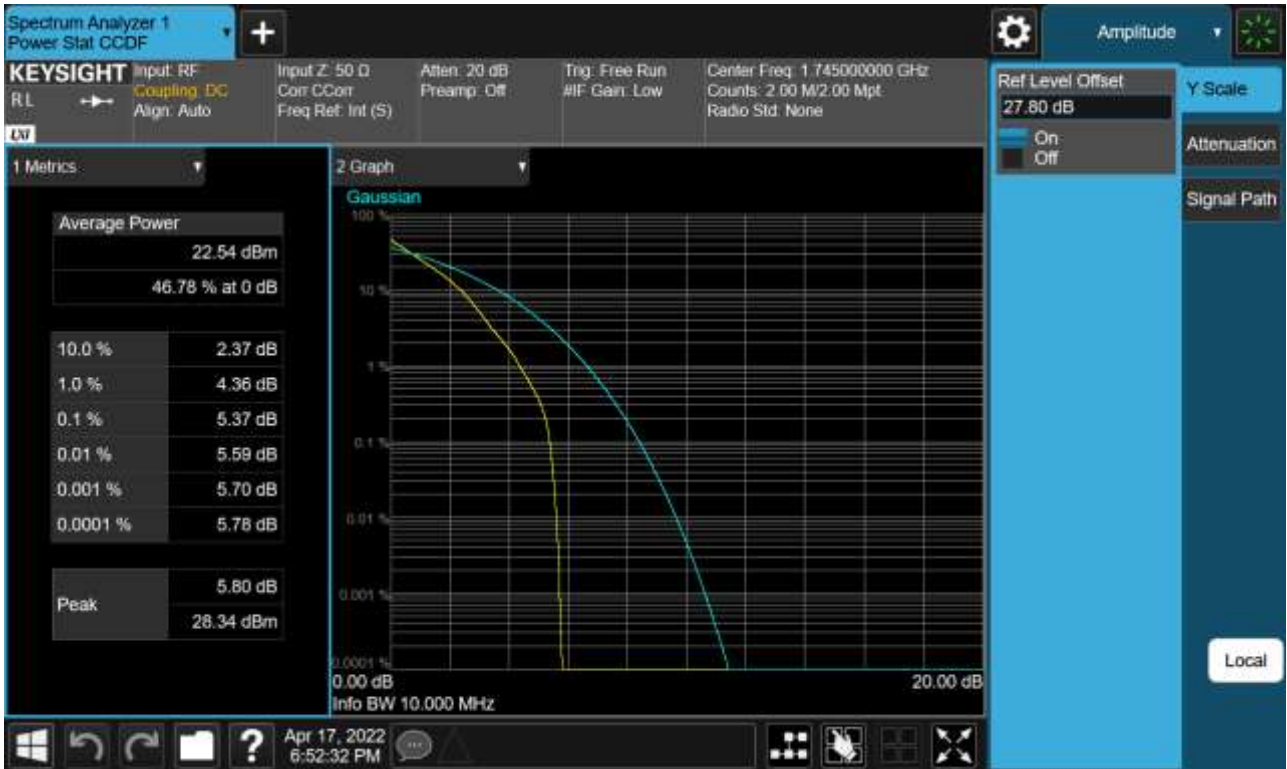 Spectrum Analyzer 1
Power Stat CCDF
+
Amplitude
KEYSIGHT
RL
LXI
Input: RF
Coupling: DC
Align: Auto
Input Z: 50 Ω
Corr CCorr
Freq Ref: Int (S)
Atten: 20 dB
Preamp: Off
Trig: Free Run
#IF Gain: Low
Center Freq: 1.745000000 GHz
Counts: 2.00 M/2.00 Mpt
Radio Std: None
Ref Level Offset
27.80 dB
On
Off
Y Scale
Attenuation
Signal Path
Local
1 Metrics
Average Power
22.54 dBm
46.78 % at 0 dB
10.0 % 2.37 dB
1.0 % 4.36 dB
0.1 % 5.37 dB
0.01 % 5.59 dB
0.001 % 5.70 dB
0.0001 % 5.78 dB
Peak
5.80 dB
28.34 dBm
2 Graph
Gaussian
100 %
10 %
1 %
0.1 %
0.01 %
0.001 %
0.0001 %
0.00 dB 20.00 dB
Info BW 10.000 MHz
?
Apr 17, 2022
6:52:32 PM